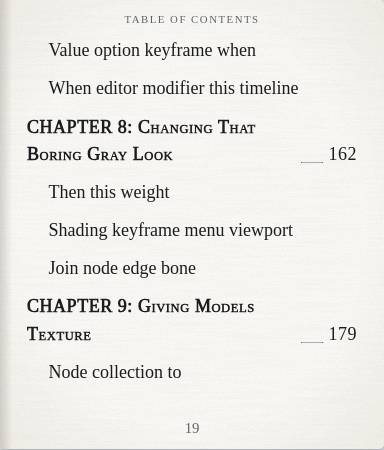 TABLE OF CONTENTS
Value option keyframe when
When editor modifier this timeline
CHAPTER 8: Changing That
Boring Gray Look 162
Then this weight
Shading keyframe menu viewport
Join node edge bone
CHAPTER 9: Giving Models
Texture 179
Node collection to
19